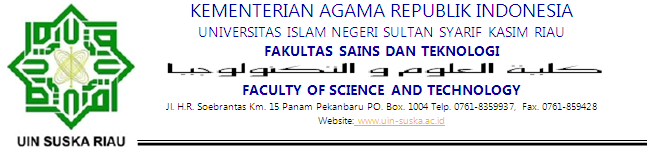 KEMENTERIAN AGAMA REPUBLIK INDONESIA
UNIVERSITAS ISLAM NEGERI SULTAN SYARIF KASIM RIAU
FAKULTAS SAINS DAN TEKNOLOGI
كلية العلوم و التكنولوجيا
FACULTY OF SCIENCE AND TECHNOLOGY
Jl. H.R. Soebrantas Km. 15 Panam Pekanbaru PO. Box. 1004 Telp. 0761-8359937, Fax. 0761-859428
Website: www.uin-suska.ac.id
UIN SUSKA RIAU